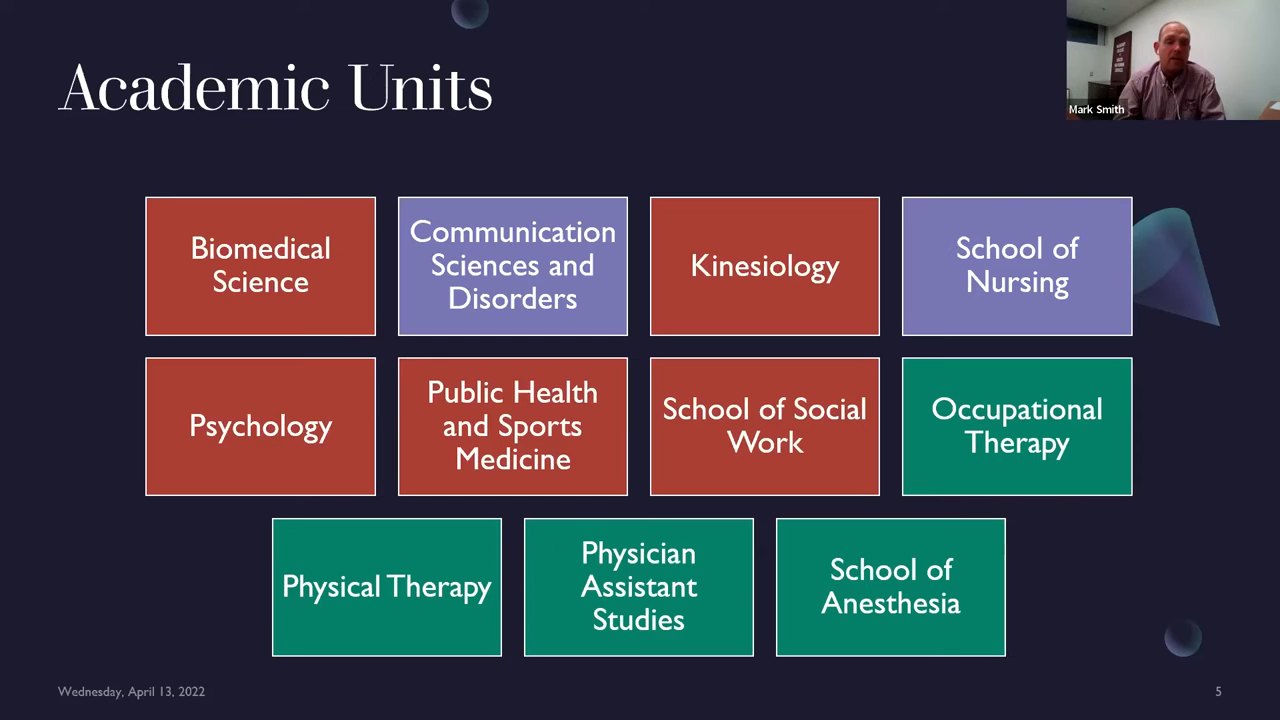 Academic Units
Mark Smith
Biomedical
Science
Communication
Sciences and
Disorders
Kinesiology
School of
Nursing
Psychology
Public Health
and Sports
Medicine
School of Social
Work
Occupational
Therapy
Physical Therapy
Physician
Assistant
Studies
School of
Anesthesia
Wednesday, April 13, 2022
5